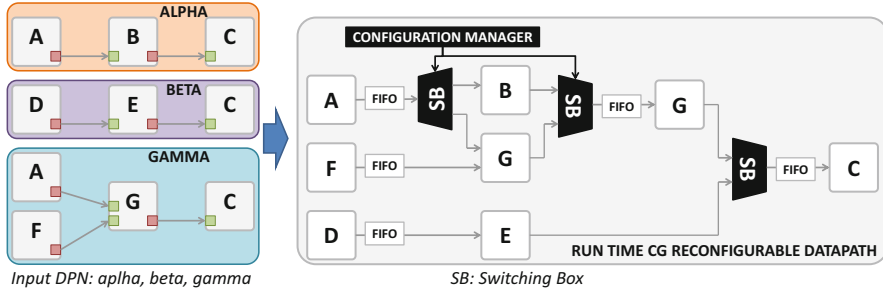 ALPHA
A
B
C
BETA
D
E
C
GAMMA
A
F
G
C
Input DPN: aplha, beta, gamma
CONFIGURATION MANAGER
A
FIFO
SB
B
SB
FIFO
G
F
FIFO
G
SB
FIFO
C
D
FIFO
E
RUN TIME CG RECONFIGURABLE DATAPATH
SB: Switching Box